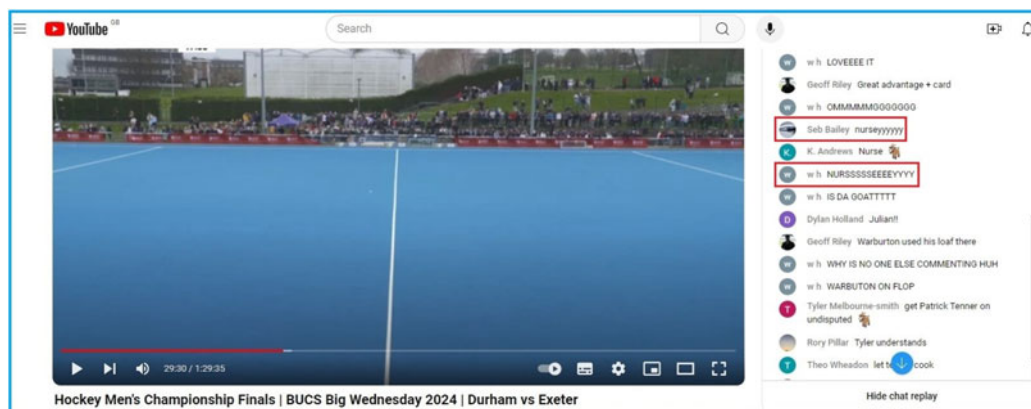 YouTube GB
Search
w h LOVEEEE IT
Geoff Riley Great advantage + card
w h OMMMMMGGGGGGG
Seb Bailey nurseyyyyyy
K K. Andrews Nurse
w h NURSSSSSEEEEYYYY
w h IS DA GOATTTTT
D Dylan Holland Julian!!
Geoff Riley Warburton used his loaf there
w h WHY IS NO ONE ELSE COMMENTING HUH
w h WARBUTON ON FLOP
T Tyler Melbourne-smith get Patrick Tenner on
undisputed
Rory Pillar Tyler understands
T Theo Wheadon let cook
29:30 / 1:29:35
Hide chat replay
Hockey Men's Championship Finals | BUCS Big Wednesday 2024 | Durham vs Exeter